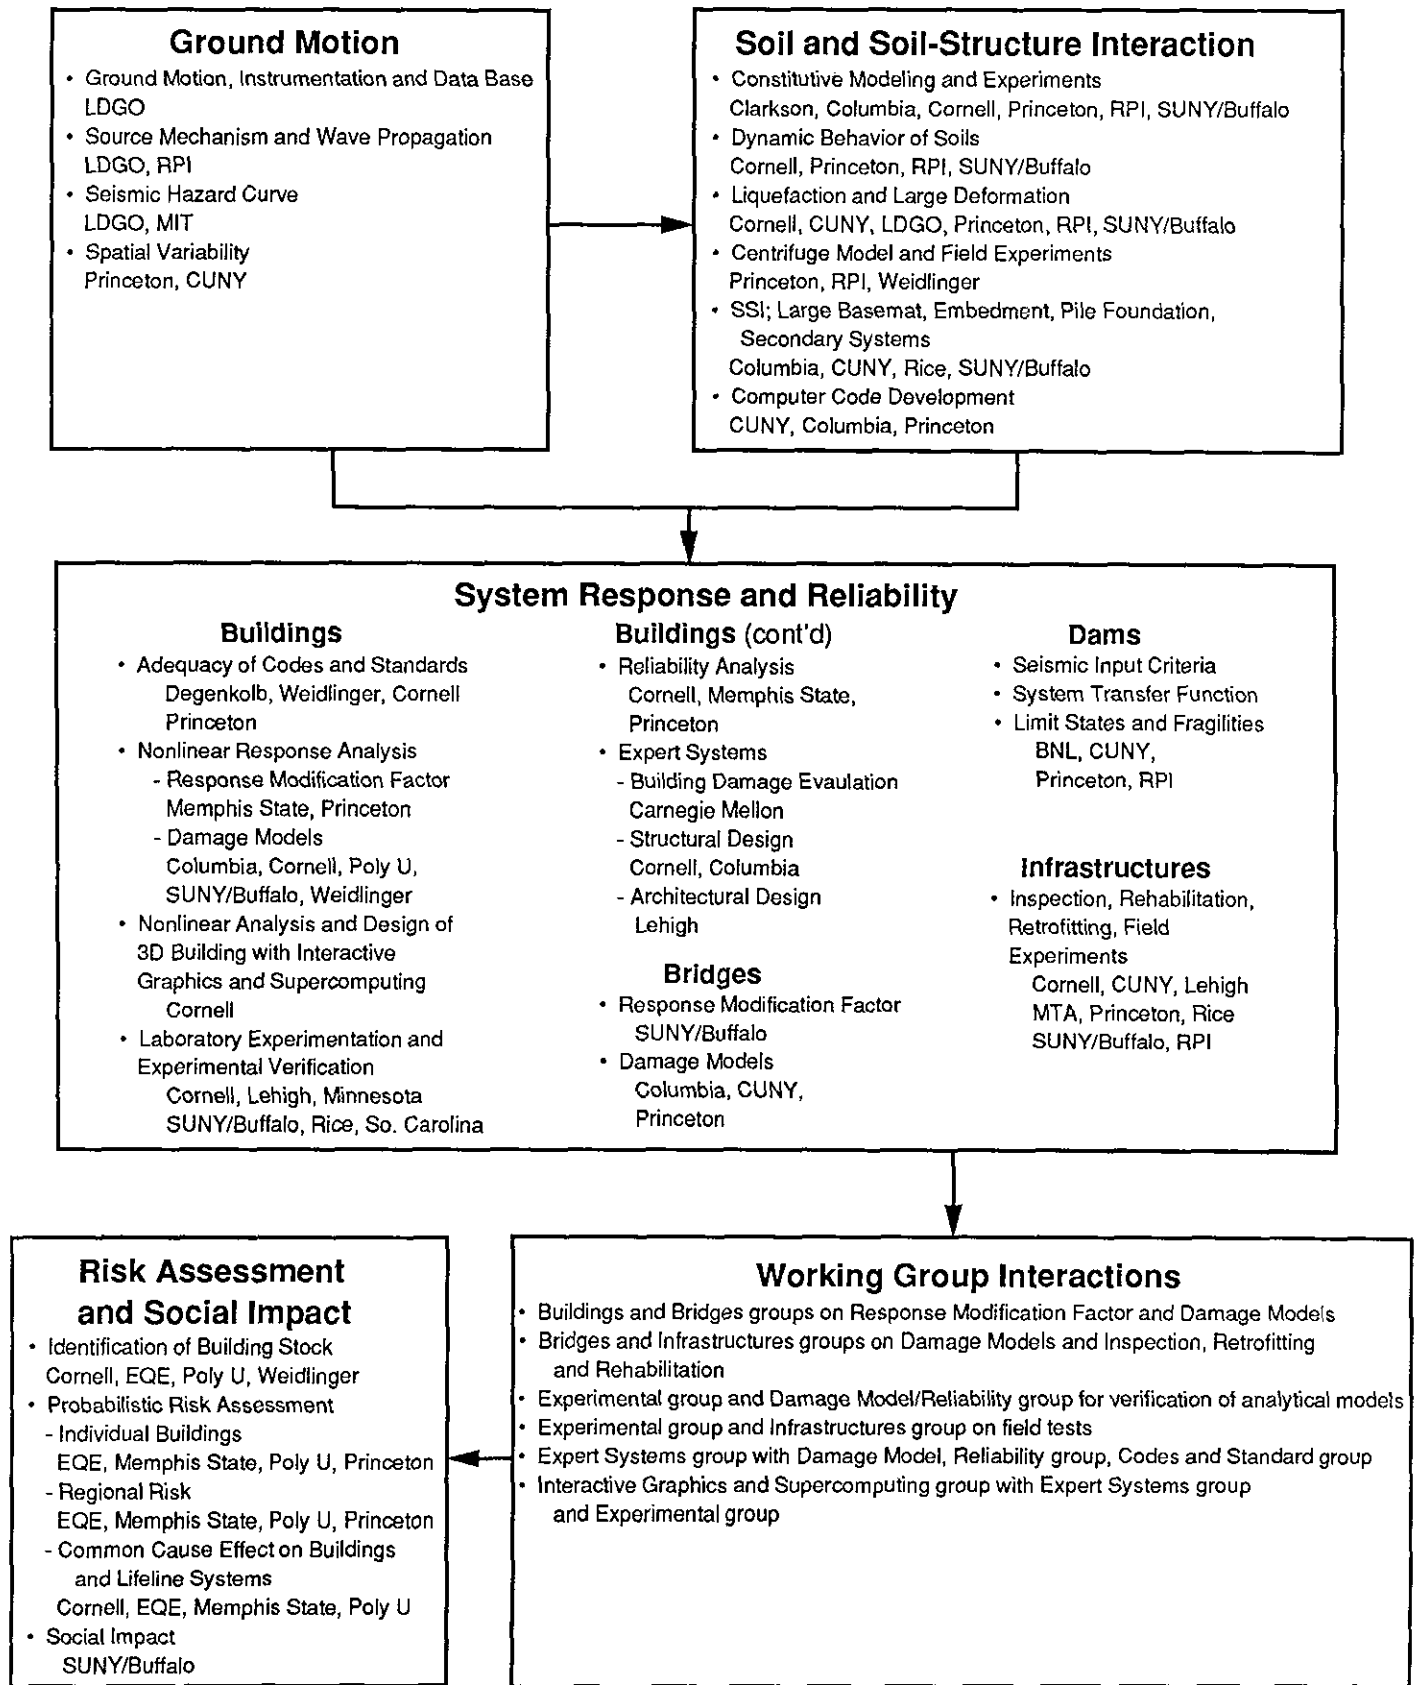 Ground Motion
• Ground Motion, Instrumentation and Data Base
LDGO
• Source Mechanism and Wave Propagation
LDGO, RPI
• Seismic Hazard Curve
LDGO, MIT
• Spatial Variability
Princeton, CUNY
Soil and Soil-Structure Interaction
• Constitutive Modeling and Experiments
Clarkson, Columbia, Cornell, Princeton, RPI, SUNY/Buffalo
• Dynamic Behavior of Soils
Cornell, Princeton, RPI, SUNY/Buffalo
• Liquefaction and Large Deformation
Cornell, CUNY, LDGO, Princeton, RPI, SUNY/Buffalo
• Centrifuge Model and Field Experiments
Princeton, RPI, Weidlinger
• SSI; Large Basemat, Embedment, Pile Foundation,
Secondary Systems
Columbia, CUNY, Rice, SUNY/Buffalo
• Computer Code Development
CUNY, Columbia, Princeton
System Response and Reliability
Buildings
• Adequacy of Codes and Standards
Degenkolb, Weidlinger, Cornell
Princeton
• Nonlinear Response Analysis
- Response Modification Factor
Memphis State, Princeton
- Damage Models
Columbia, Cornell, Poly U,
SUNY/Buffalo, Weidlinger
• Nonlinear Analysis and Design of
3D Building with Interactive
Graphics and Supercomputing
Cornell
• Laboratory Experimentation and
Experimental Verification
Cornell, Lehigh, Minnesota
SUNY/Buffalo, Rice, So. Carolina
Buildings (cont'd)
• Reliability Analysis
Cornell, Memphis State,
Princeton
• Expert Systems
- Building Damage Evaulation
Carnegie Mellon
- Structural Design
Cornell, Columbia
- Architectural Design
Lehigh
Bridges
• Response Modification Factor
SUNY/Buffalo
• Damage Models
Columbia, CUNY,
Princeton
Dams
• Seismic Input Criteria
• System Transfer Function
• Limit States and Fragilities
BNL, CUNY,
Princeton, RPI
Infrastructures
• Inspection, Rehabilitation,
Retrofitting, Field
Experiments
Cornell, CUNY, Lehigh
MTA, Princeton, Rice
SUNY/Buffalo, RPI
Risk Assessment
and Social Impact
• Identification of Building Stock
Cornell, EQE, Poly U, Weidlinger
• Probabilistic Risk Assessment
- Individual Buildings
EQE, Memphis State, Poly U, Princeton
- Regional Risk
EQE, Memphis State, Poly U, Princeton
- Common Cause Effect on Buildings
and Lifeline Systems
Cornell, EQE, Memphis State, Poly U
• Social Impact
SUNY/Buffalo
Working Group Interactions
• Buildings and Bridges groups on Response Modification Factor and Damage Models
• Bridges and Infrastructures groups on Damage Models and Inspection, Retrofitting
and Rehabilitation
• Experimental group and Damage Model/Reliability group for verification of analytical models
• Experimental group and Infrastructures group on field tests
• Expert Systems group with Damage Model, Reliability group, Codes and Standard group
• Interactive Graphics and Supercomputing group with Expert Systems group
and Experimental group